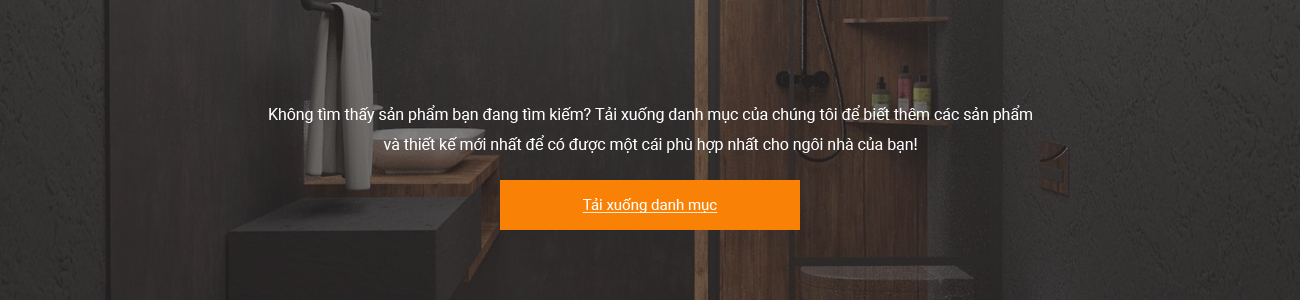 Không tìm thấy sản phẩm bạn đang tìm kiếm? Tải xuống danh mục của chúng tôi để biết thêm các sản phẩm
và thiết kế mới nhất để có được một cái phù hợp nhất cho ngôi nhà của bạn!
Tải xuống danh mục